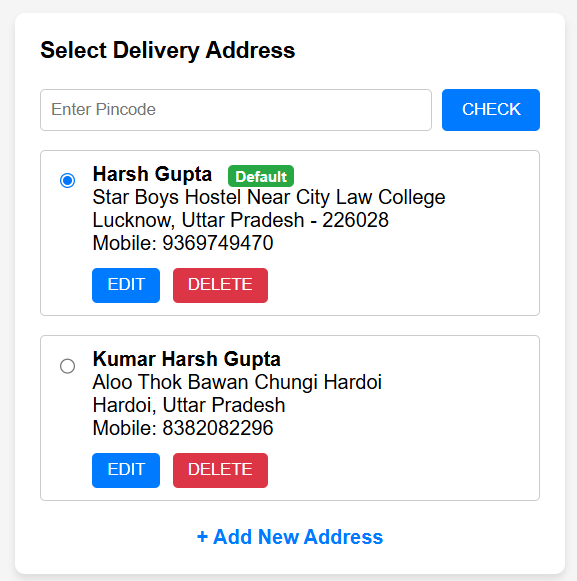 Select Delivery Address
Enter Pincode
CHECK
Harsh Gupta Default
Star Boys Hostel Near City Law College
Lucknow, Uttar Pradesh - 226028
Mobile: 9369749470
EDIT DELETE
Kumar Harsh Gupta
Aloo Thok Bawan Chungi Hardoi
Hardoi, Uttar Pradesh
Mobile: 8382082296
EDIT DELETE
+ Add New Address